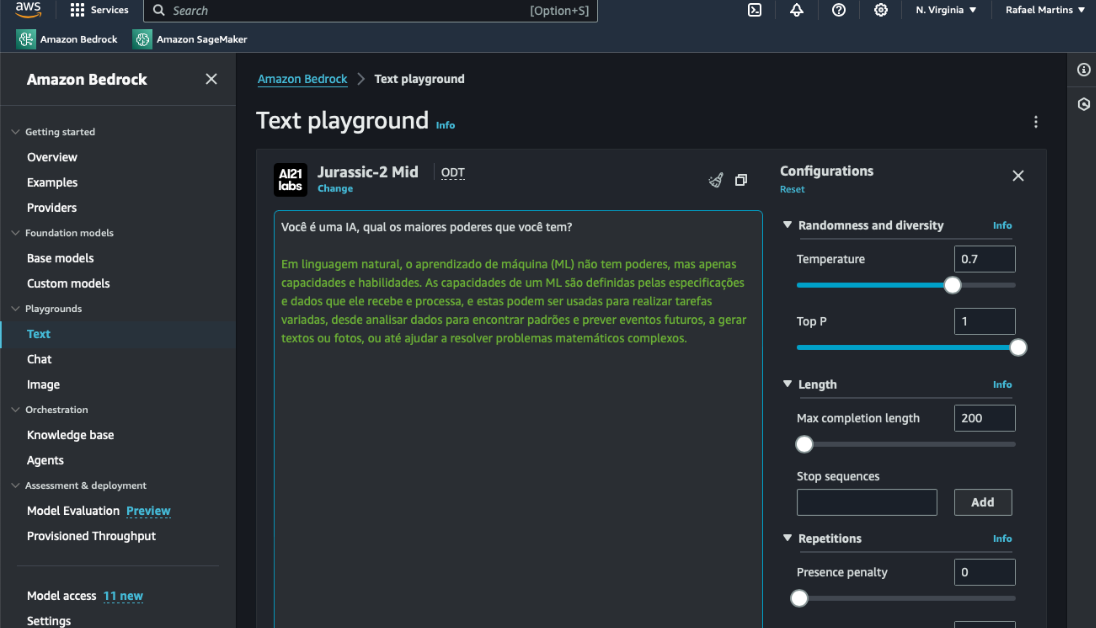 aws
Services
Search
[Option+S]
N. Virginia
Rafael Martins
Amazon Bedrock
Amazon SageMaker
Amazon Bedrock
Getting started
Overview
Examples
Providers
Foundation models
Base models
Custom models
Playgrounds
Text
Chat
Image
Orchestration
Knowledge base
Agents
Assessment & deployment
Model Evaluation Preview
Provisioned Throughput
Model access 11 new
Settings
Amazon Bedrock
Text playground
Text playground Info
AI21 labs
Jurassic-2 Mid
ODT
Change
Você é uma IA, qual os maiores poderes que você tem?
Em linguagem natural, o aprendizado de máquina (ML) não tem poderes, mas apenas
capacidades e habilidades. As capacidades de um ML são definidas pelas especificações
e dados que ele recebe e processa, e estas podem ser usadas para realizar tarefas
variadas, desde analisar dados para encontrar padrões e prever eventos futuros, a gerar
textos ou fotos, ou até ajudar a resolver problemas matemáticos complexos.
Configurations
Reset
Randomness and diversity Info
Temperature 0.7
Top P 1
Length Info
Max completion length 200
Stop sequences
Add
Repetitions Info
Presence penalty 0